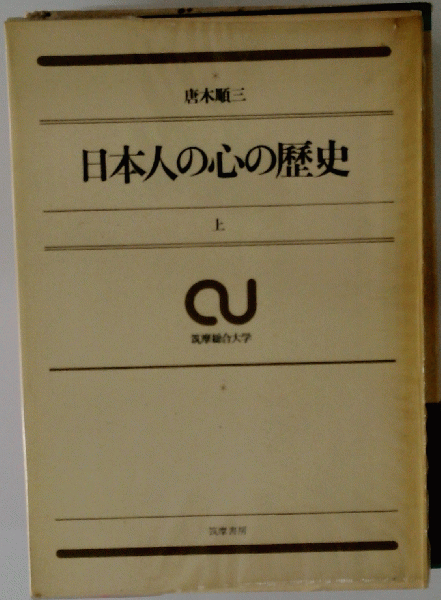 唐木順三
日本人の心の歴史
上
筑摩総合大学
筑摩書房